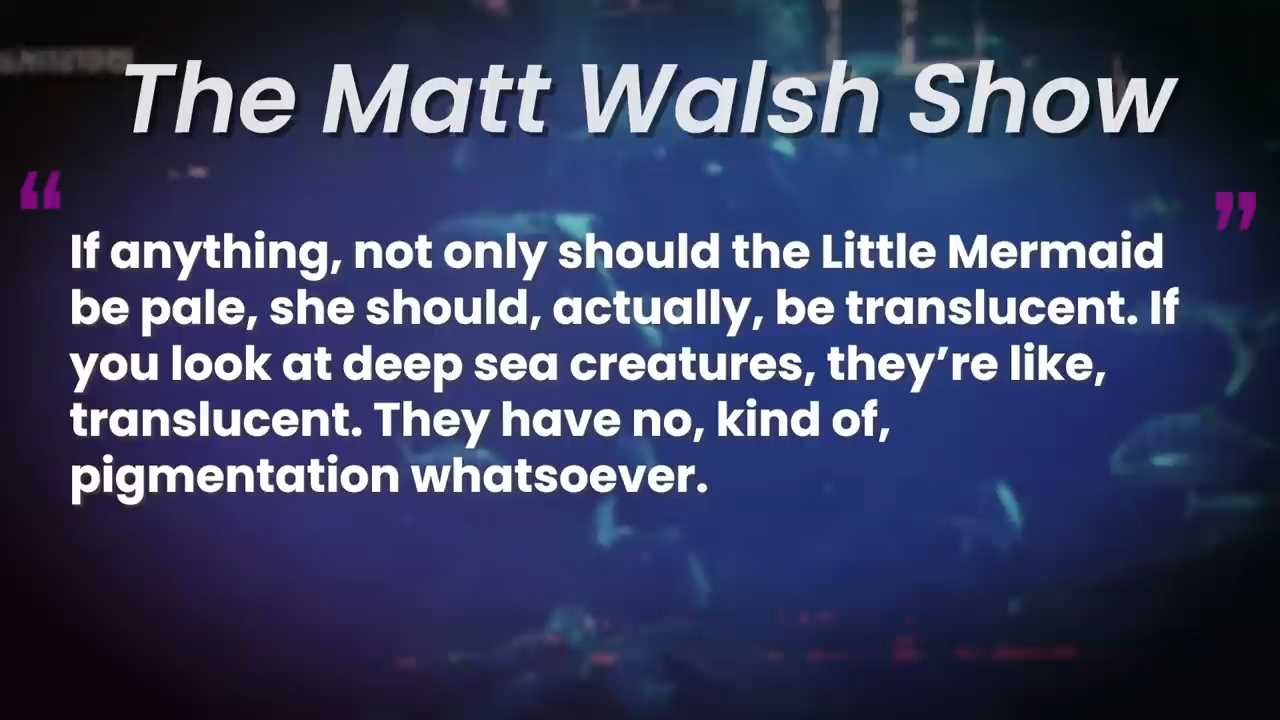 The Matt Walsh Show
“ ”
If anything, not only should the Little Mermaid
be pale, she should, actually, be translucent. If
you look at deep sea creatures, they’re like,
translucent. They have no, kind of,
pigmentation whatsoever.